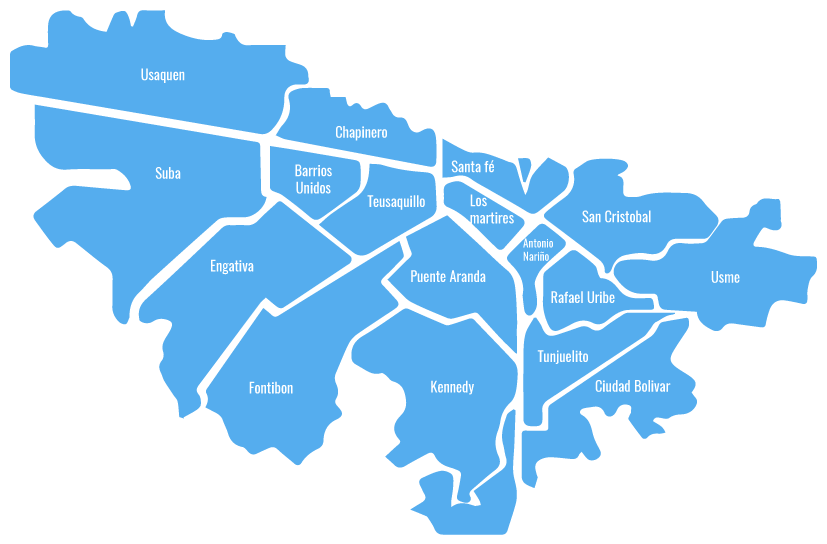 Usaquen
Chapinero
Suba
Barrios
Unidos
Santa fé
Teusaquillo
Los
martires
San Cristobal
Antonio
Nariño
Engativa
Puente Aranda
Usme
Rafael Uribe
Tunjuelito
Fontibon
Kennedy
Ciudad Bolivar